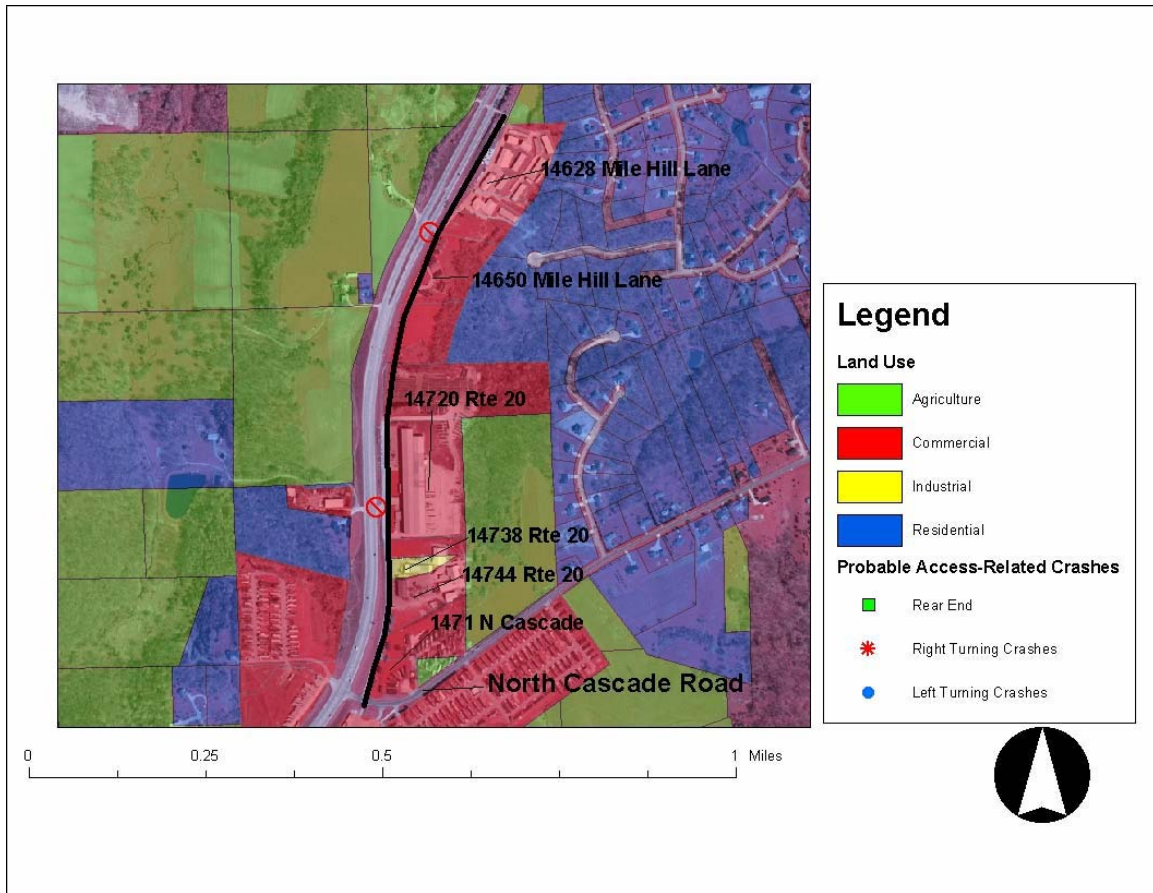 14628 Mile Hill Lane
14650 Mile Hill Lane
14720 Rte 20
14738 Rte 20
14744 Rte 20
1471 N Cascade
North Cascade Road
0 0.25 0.5 1 Miles
Legend
Land Use
Agriculture
Commercial
Industrial
Residential
Probable Access-Related Crashes
Rear End
Right Turning Crashes
Left Turning Crashes